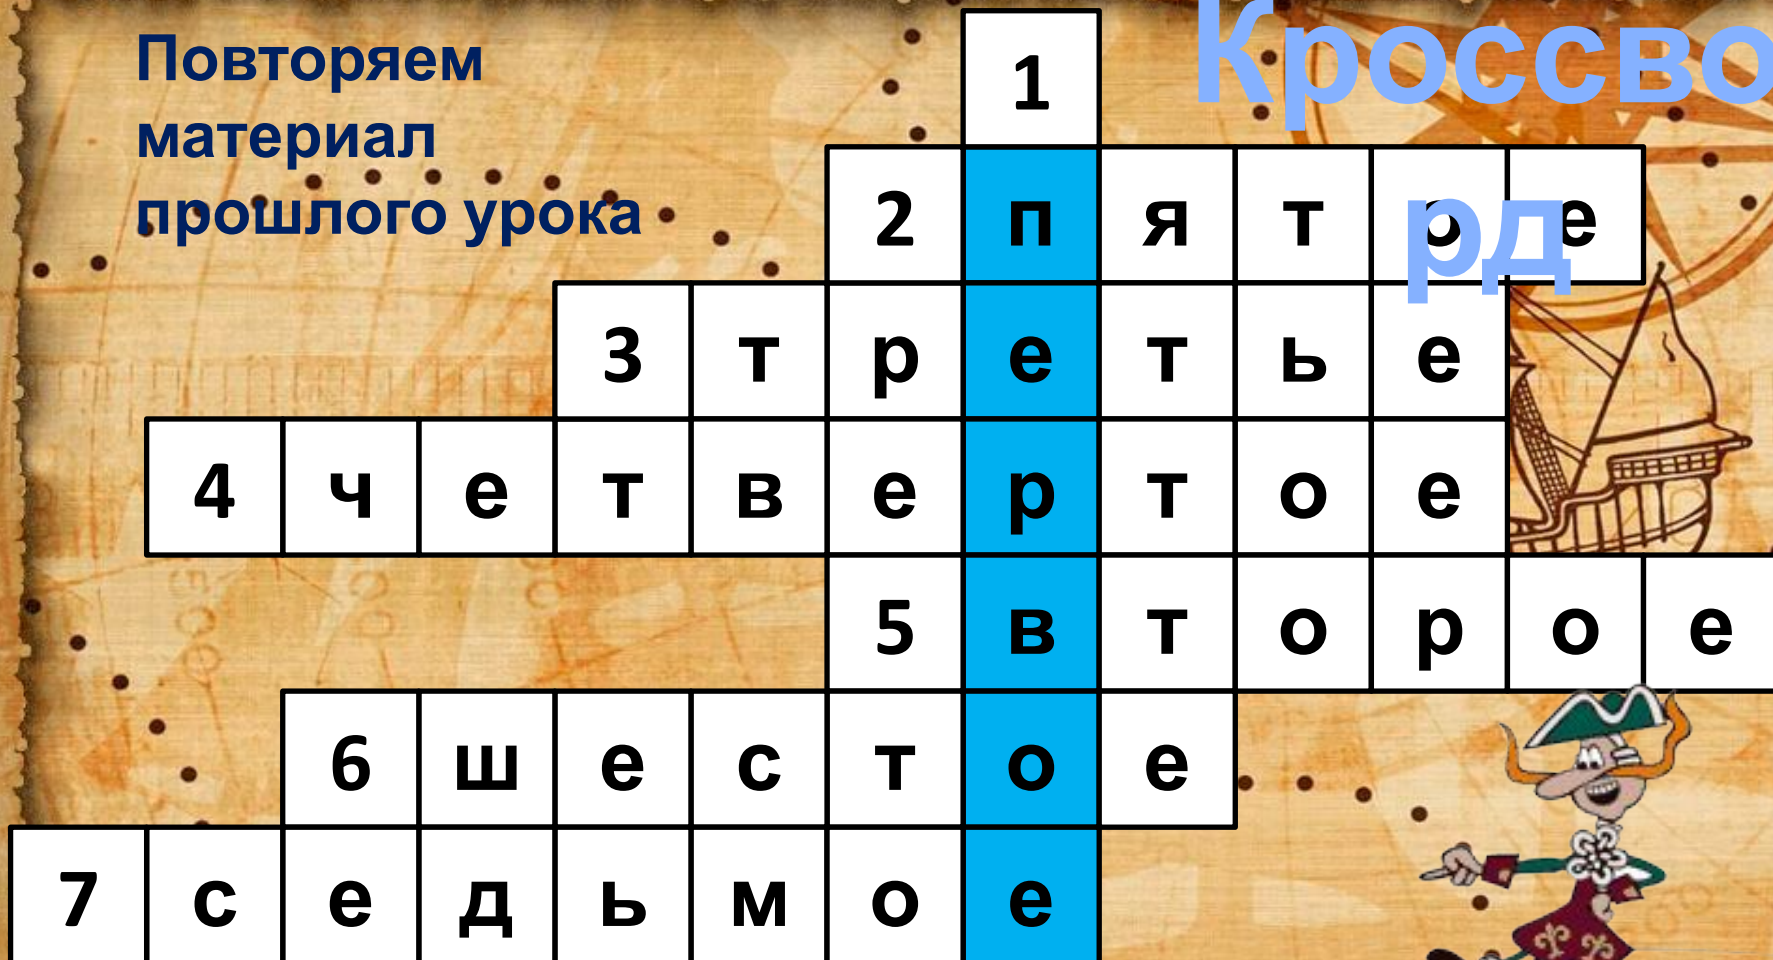 Повторяем
материал
прошлого урока
Кроссво
рд
1
2 п я т о е
3 т р е т ь е
4 ч е т в е р т о е
5 в т о р о е
6 ш е с т о е
7 с е д ь м о е